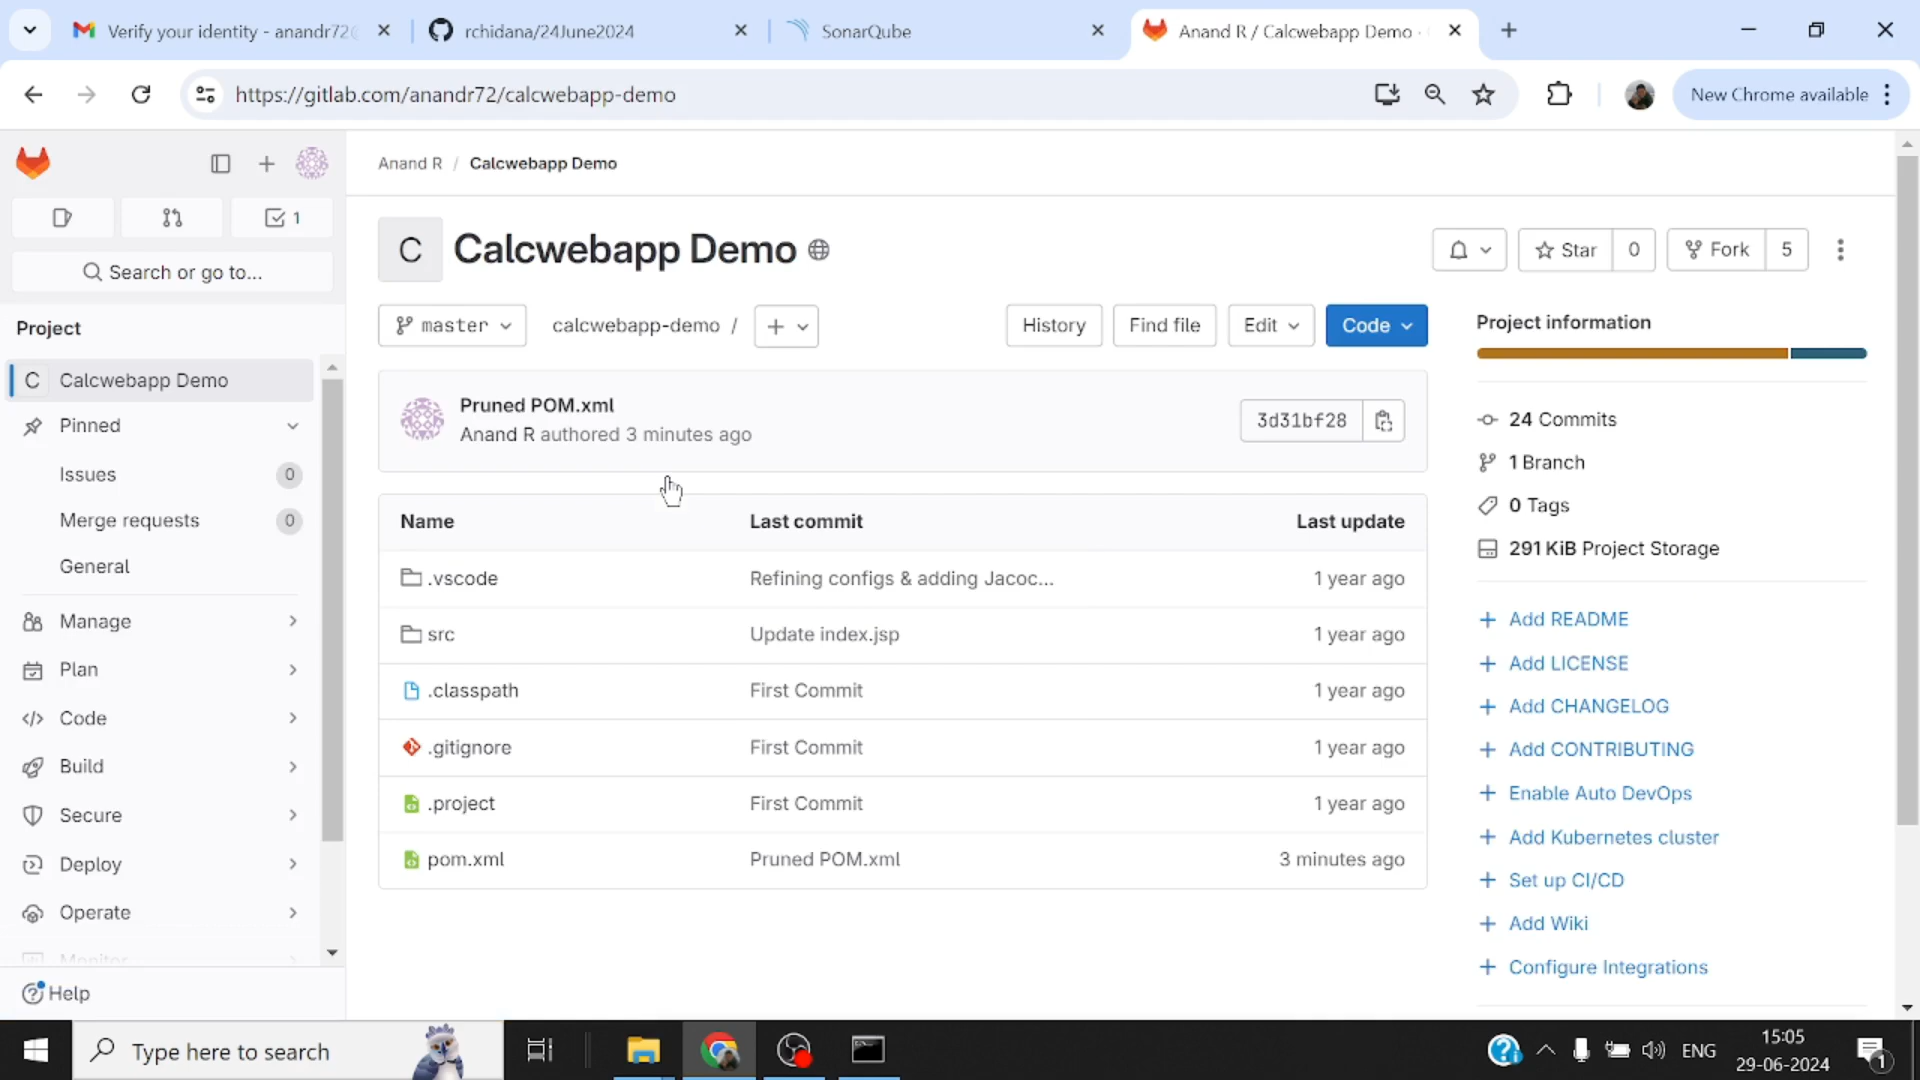 Verify your identity - anandr72@
rchidana/24June2024
SonarQube
Anand R / Calcwebapp Demo ·
https://gitlab.com/anandr72/calcwebapp-demo
New Chrome available
1
Search or go to...
Project
C Calcwebapp Demo
Pinned
Issues 0
Merge requests 0
General
Manage
Plan
Code
Build
Secure
Deploy
Operate
Monitor
Help
Anand R / Calcwebapp Demo
C Calcwebapp Demo
Star 0
Fork 5
master
calcwebapp-demo /
History
Find file
Edit
Code
Pruned POM.xml
Anand R authored 3 minutes ago
3d31bf28
Name Last commit Last update
.vscode Refining configs & adding Jacoc... 1 year ago
src Update index.jsp 1 year ago
.classpath First Commit 1 year ago
.gitignore First Commit 1 year ago
.project First Commit 1 year ago
pom.xml Pruned POM.xml 3 minutes ago
Project information
24 Commits
1 Branch
0 Tags
291 KiB Project Storage
+ Add README
+ Add LICENSE
+ Add CHANGELOG
+ Add CONTRIBUTING
+ Enable Auto DevOps
+ Add Kubernetes cluster
+ Set up CI/CD
+ Add Wiki
+ Configure Integrations
Type here to search
ENG
15:05
29-06-2024
1